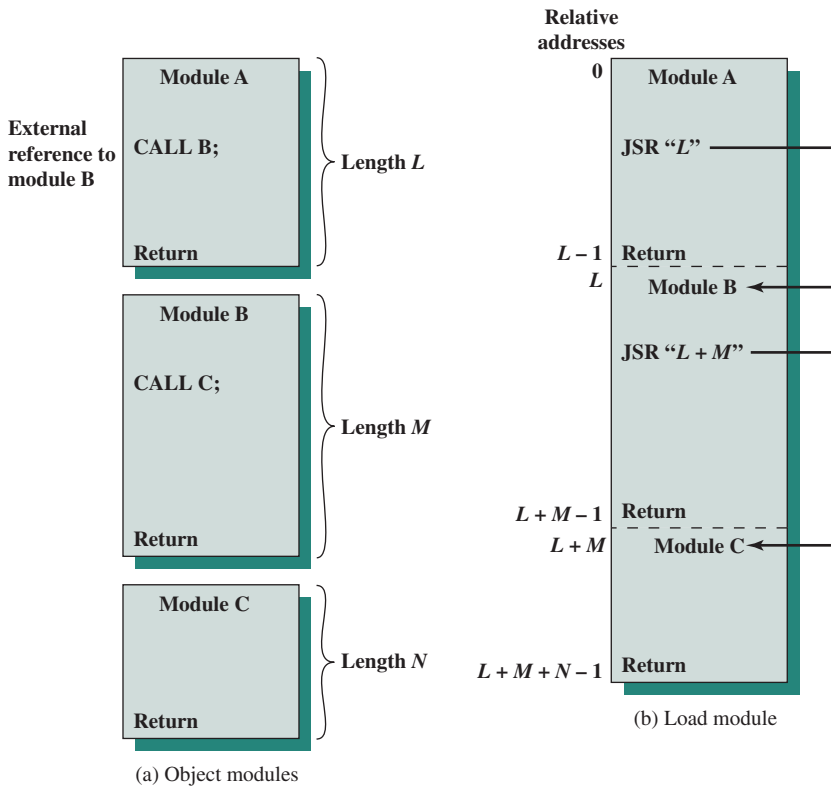 External
reference to
module B
Module A
CALL B;
Return
Length L
Module B
CALL C;
Return
Length M
Module C
Return
Length N
(a) Object modules
Relative
addresses
0
Module A
JSR “L”
L – 1
Return
L
Module B
JSR “L + M”
L + M – 1
Return
L + M
Module C
L + M + N – 1
Return
(b) Load module